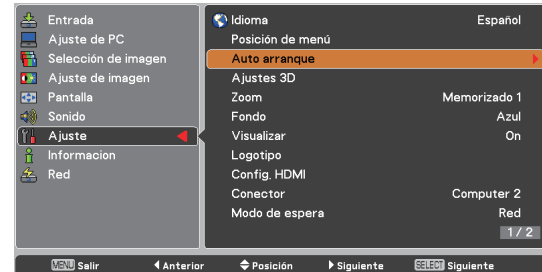 Entrada
Ajuste de PC
Selección de imagen
Ajuste de imagen
Pantalla
Sonido
Ajuste
Informacion
Red
Idioma Español
Posición de menú
Auto arranque
Ajustes 3D
Zoom Memorizado 1
Fondo Azul
Visualizar On
Logotipo
Config. HDMI
Conector Computer 2
Modo de espera Red
1 / 2
MENU Salir Anterior Posición Siguiente SELECT Siguiente